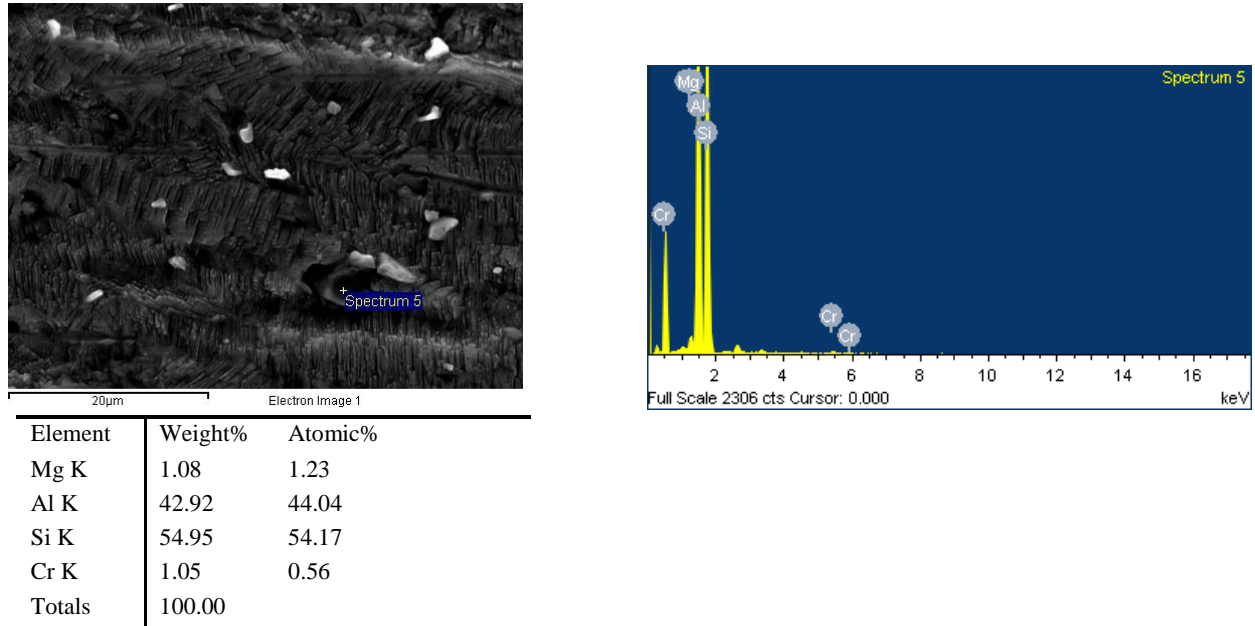 Spectrum 5
20µm
Electron Image 1
Mg
Al
Si
Cr
Cr
Cr
Spectrum 5
2 4 6 8 10 12 14 16
Full Scale 2306 cts Cursor: 0.000 keV
Element Weight% Atomic%
Mg K 1.08 1.23
Al K 42.92 44.04
Si K 54.95 54.17
Cr K 1.05 0.56
Totals 100.00